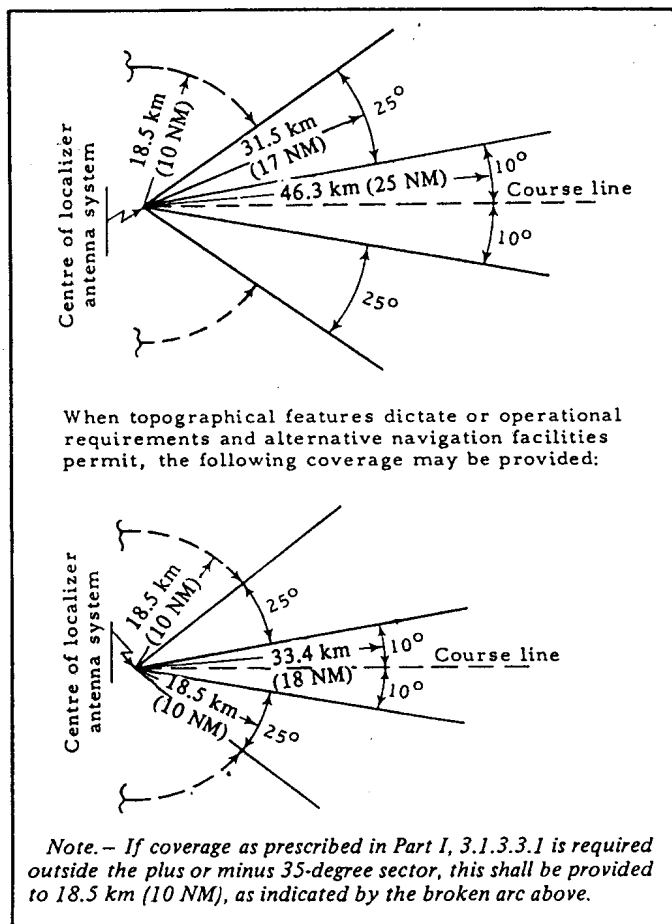 18.5 km
(10 NM)
31.5 km
(17 NM)
25°
46.3 km (25 NM)
10°
Course line
10°
25°
Centre of localizer
antenna system
When topographical features dictate or operational
requirements and alternative navigation facilities
permit, the following coverage may be provided:
18.5 km
(10 NM)
25°
10°
33.4 km
(18 NM)
Course line
10°
18.5 km
(10 NM)
25°
Centre of localizer
antenna system
Note.– If coverage as prescribed in Part I, 3.1.3.3.1 is required
outside the plus or minus 35-degree sector, this shall be provided
to 18.5 km (10 NM), as indicated by the broken arc above.